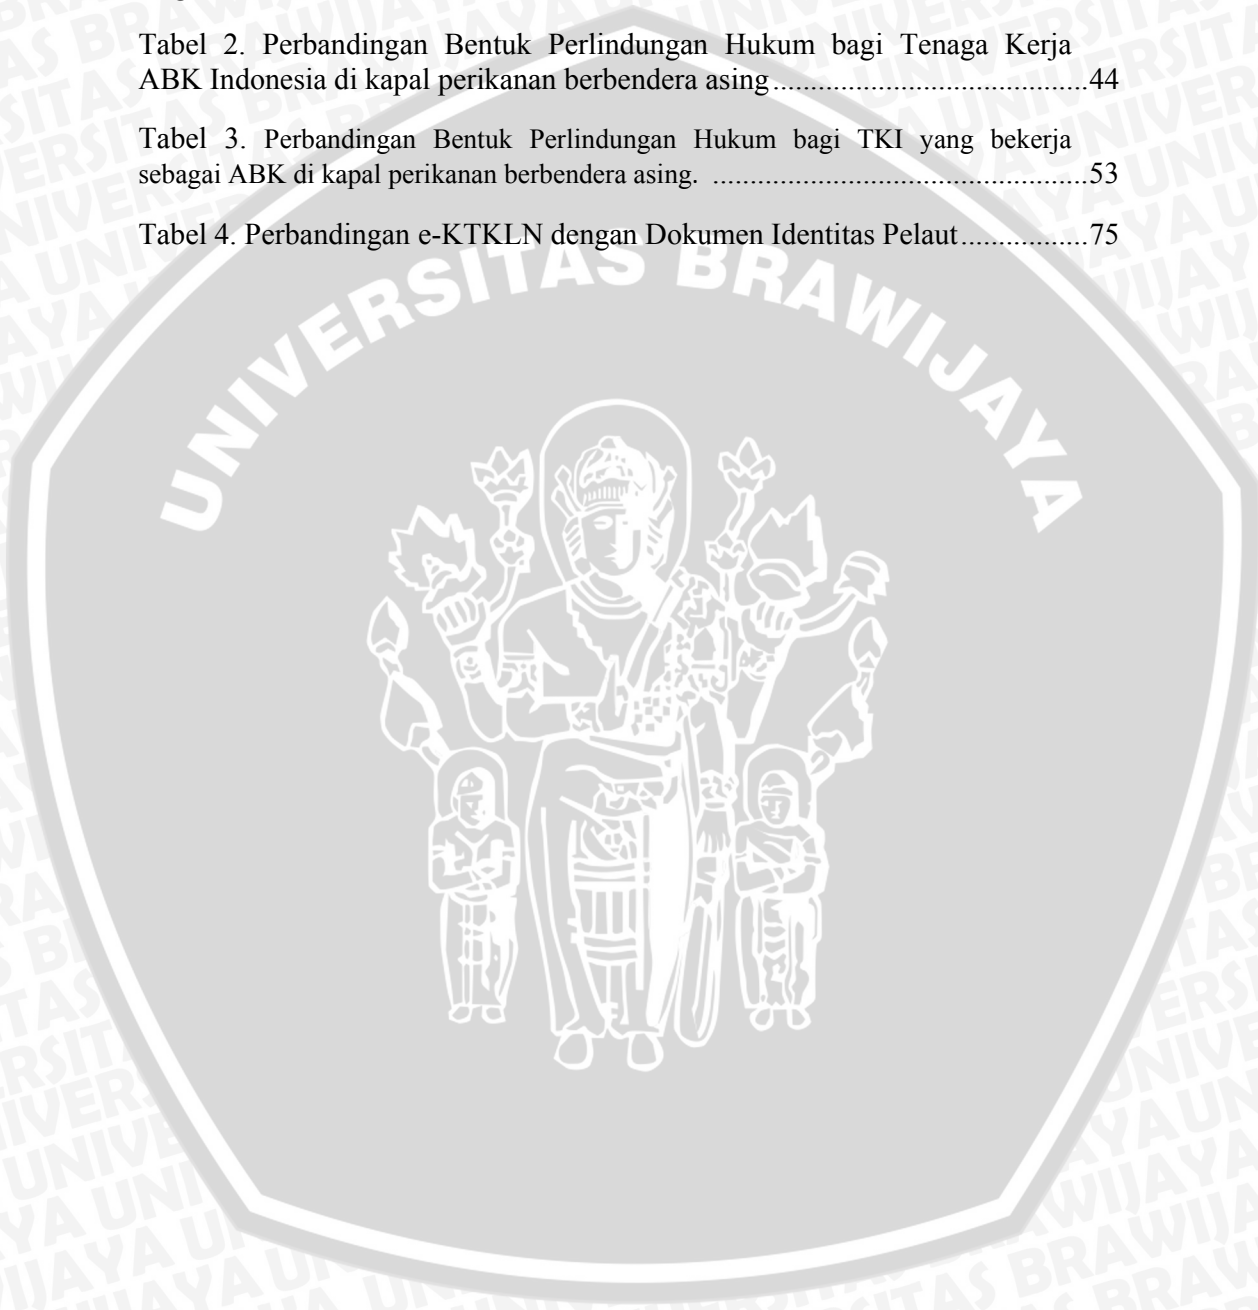 Tabel 2. Perbandingan Bentuk Perlindungan Hukum bagi Tenaga Kerja
ABK Indonesia di kapal perikanan berbendera asing.......................................44
Tabel 3. Perbandingan Bentuk Perlindungan Hukum bagi TKI yang bekerja
sebagai ABK di kapal perikanan berbendera asing. ..................................................53
Tabel 4. Perbandingan e-KTKLN dengan Dokumen Identitas Pelaut................75
UNIVERSITAS BRAWIJAYA